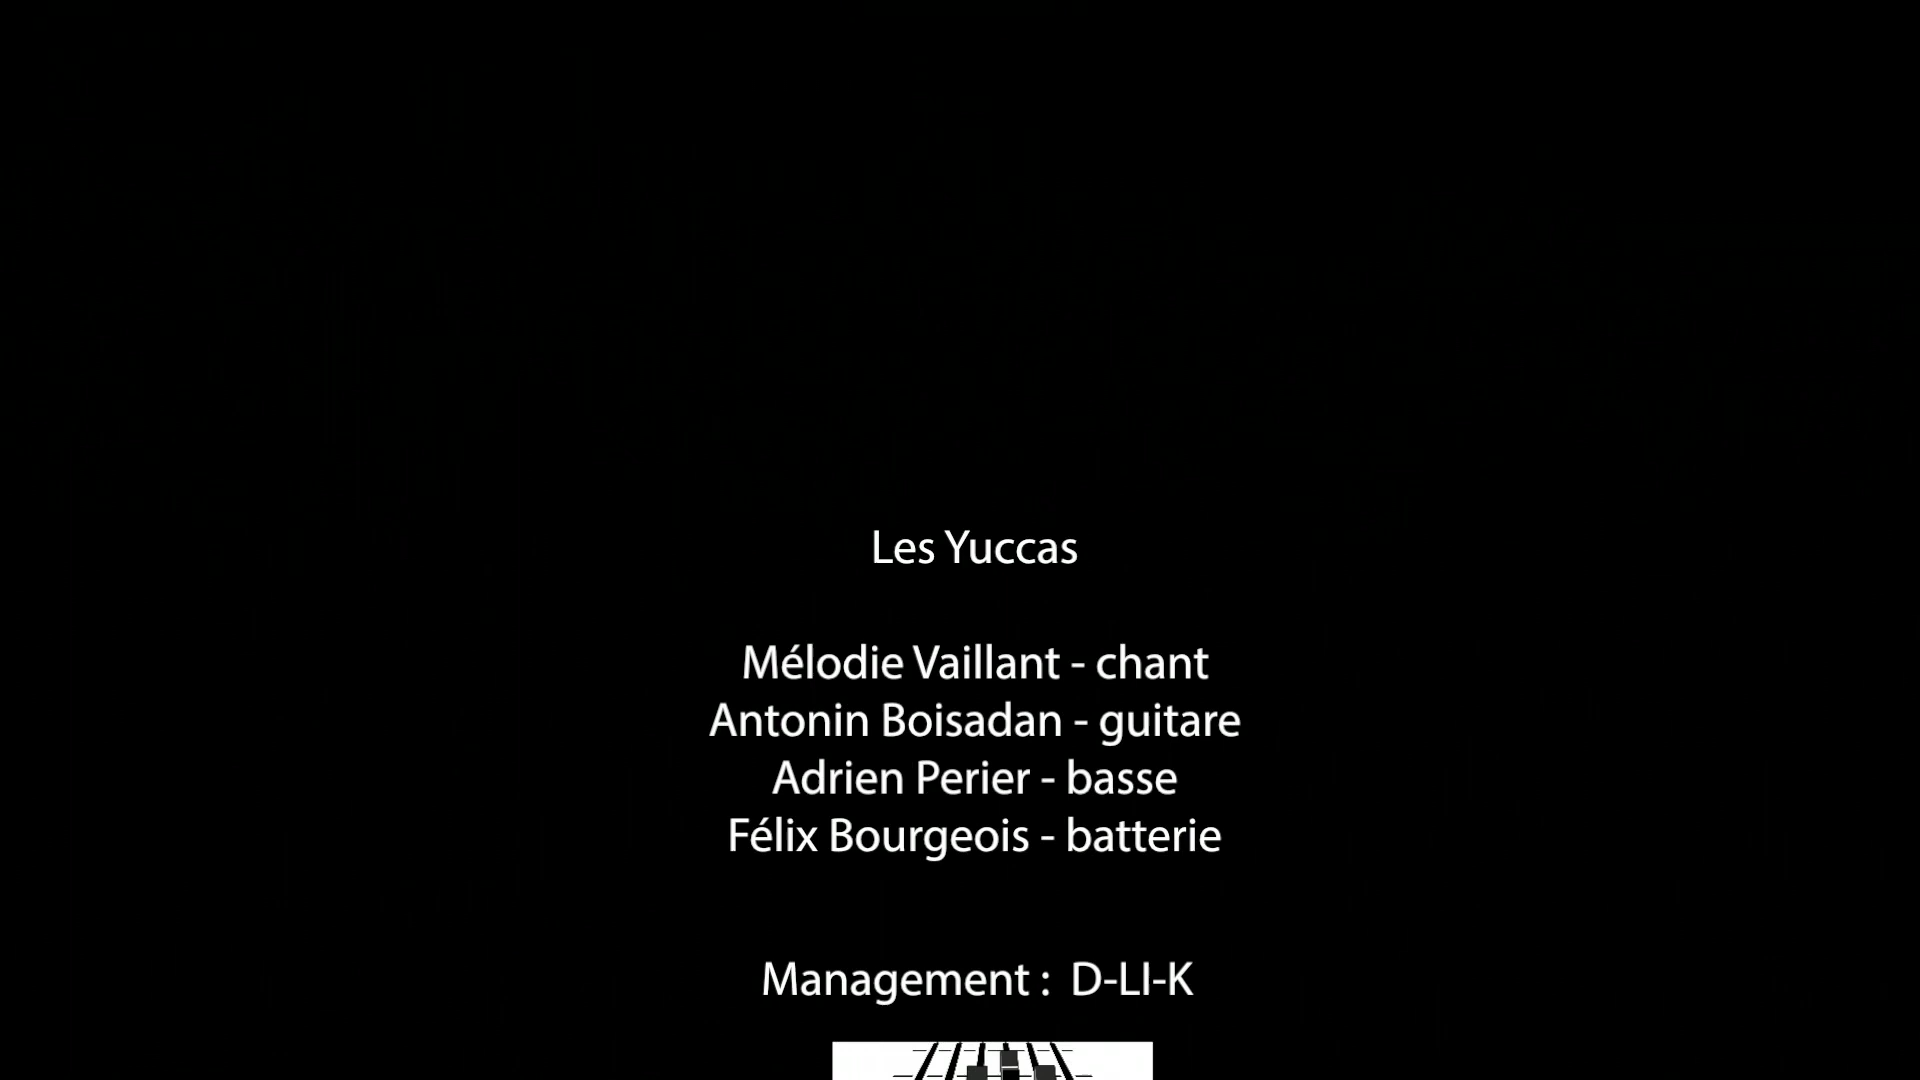 Les Yuccas
Mélodie Vaillant - chant
Antonin Boisadan - guitare
Adrien Perier - basse
Félix Bourgeois - batterie
Management : D-LI-K